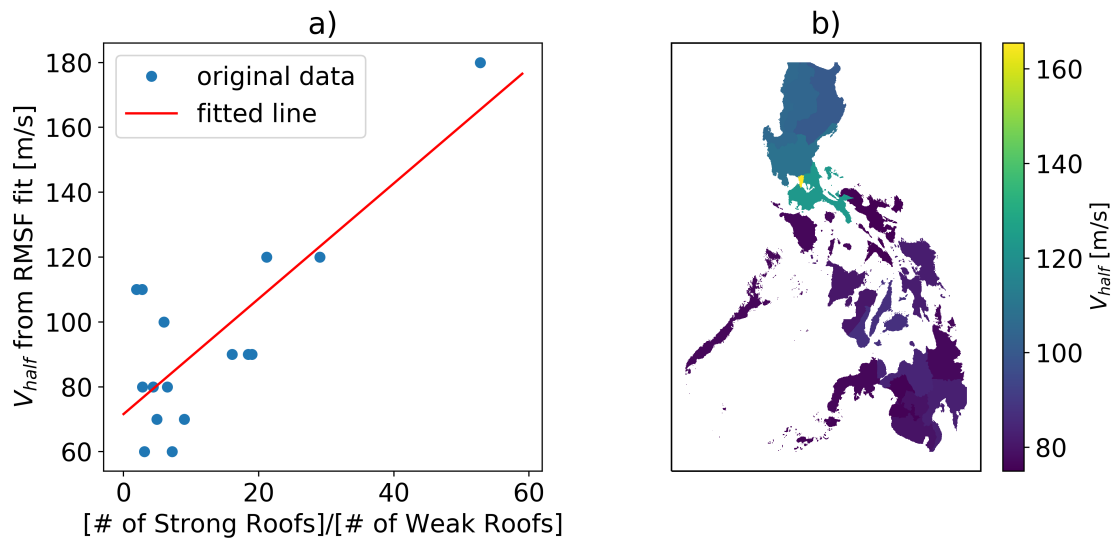 a)
V_half from RMSF fit [m/s]
180
160
140
120
100
80
60
original data
fitted line
0
20
40
60
[# of Strong Roofs]/[# of Weak Roofs]
b)
160
140
120
100
80
V_half [m/s]